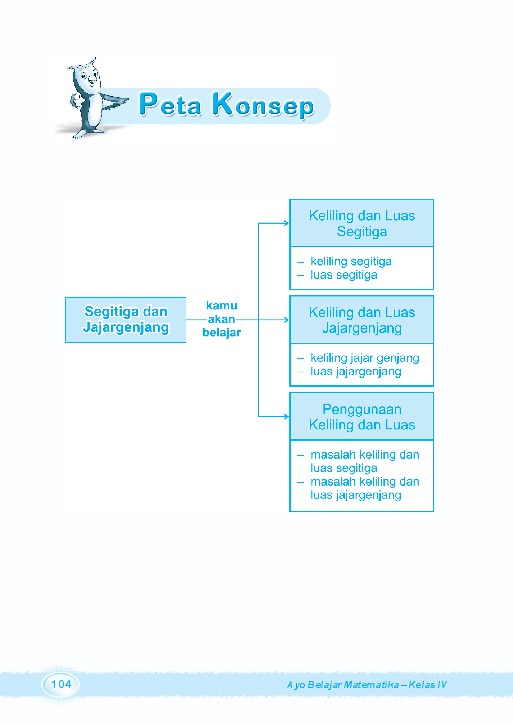 Peta Konsep
Keliling dan Luas
Segitiga
– keliling segitiga
– luas segitiga
Segitiga dan
Jajargenjang
kamu
akan
belajar
Keliling dan Luas
Jajargenjang
– keliling jajar genjang
– luas jajargenjang
Penggunaan
Keliling dan Luas
– masalah keliling dan
luas segitiga
– masalah keliling dan
luas jajargenjang
104
Ayo Belajar Matematika – Kelas IV